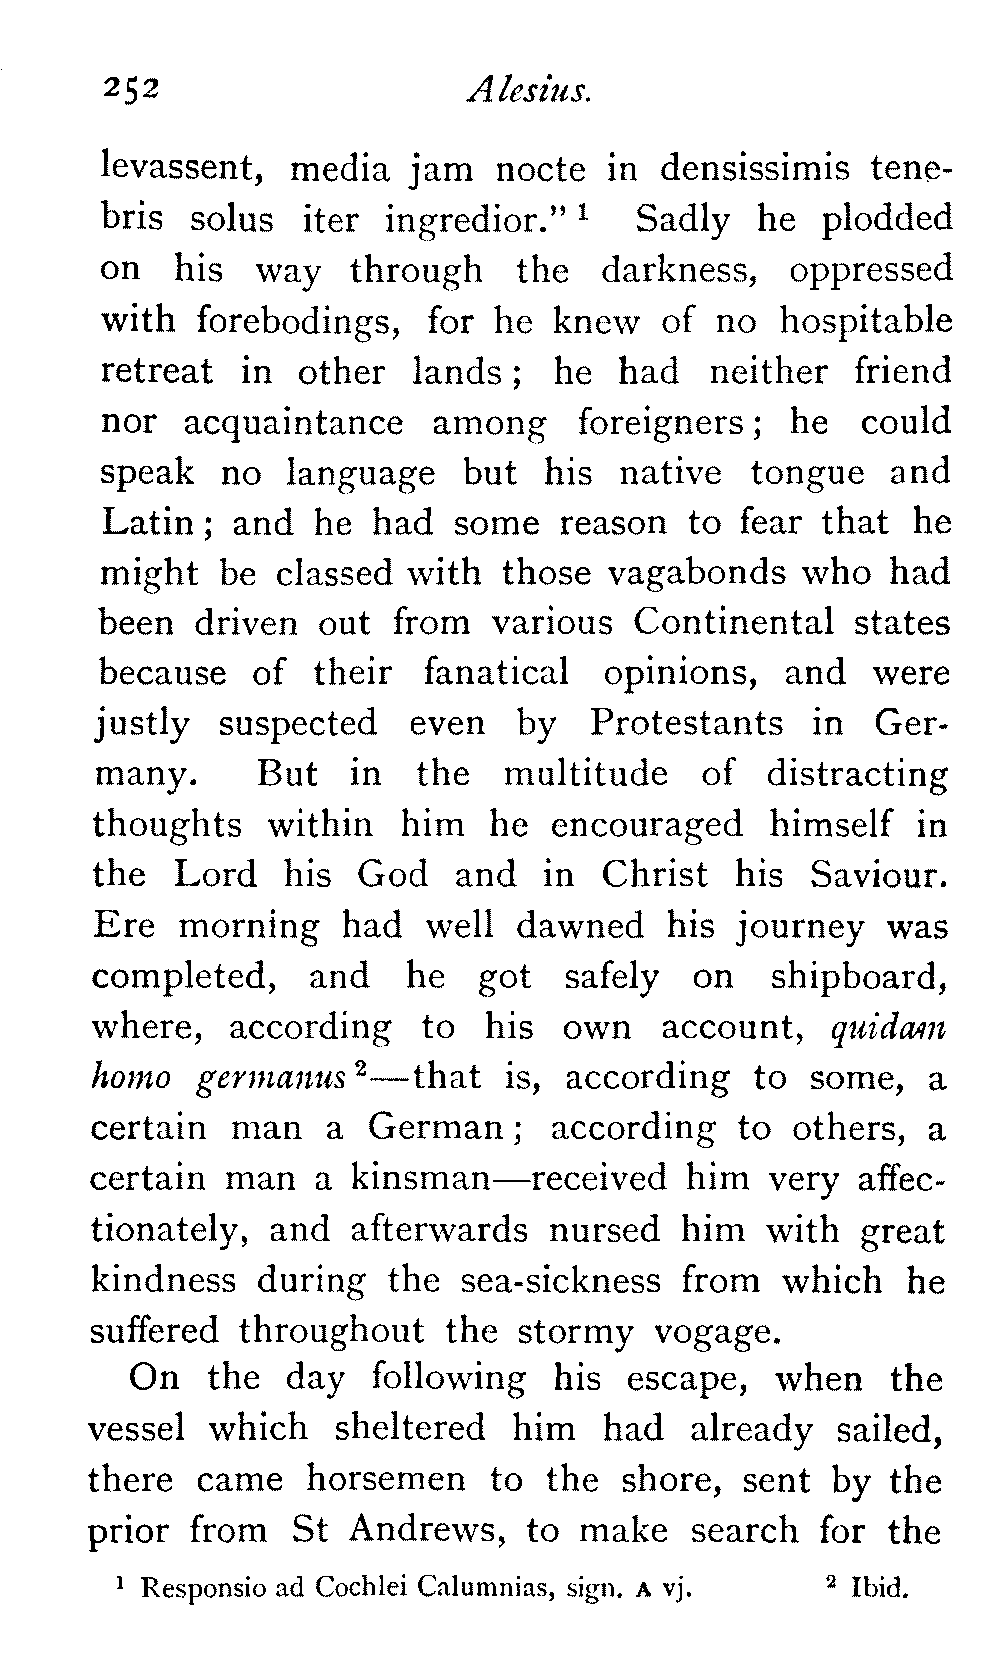 252 Alesius.
levassent, media jam nocte in densissimis tene-
bris solus iter ingredior." ¹ Sadly he plodded
on his way through the darkness, oppressed
with forebodings, for he knew of no hospitable
retreat in other lands ; he had neither friend
nor acquaintance among foreigners ; he could
speak no language but his native tongue and
Latin ; and he had some reason to fear that he
might be classed with those vagabonds who had
been driven out from various Continental states
because of their fanatical opinions, and were
justly suspected even by Protestants in Ger-
many. But in the multitude of distracting
thoughts within him he encouraged himself in
the Lord his God and in Christ his Saviour.
Ere morning had well dawned his journey was
completed, and he got safely on shipboard,
where, according to his own account, quidam
homo germanus ²—that is, according to some, a
certain man a German ; according to others, a
certain man a kinsman—received him very affec-
tionately, and afterwards nursed him with great
kindness during the sea-sickness from which he
suffered throughout the stormy vogage.
On the day following his escape, when the
vessel which sheltered him had already sailed,
there came horsemen to the shore, sent by the
prior from St Andrews, to make search for the
¹ Responsio ad Cochlei Calumnias, sign. A vj. ² Ibid.